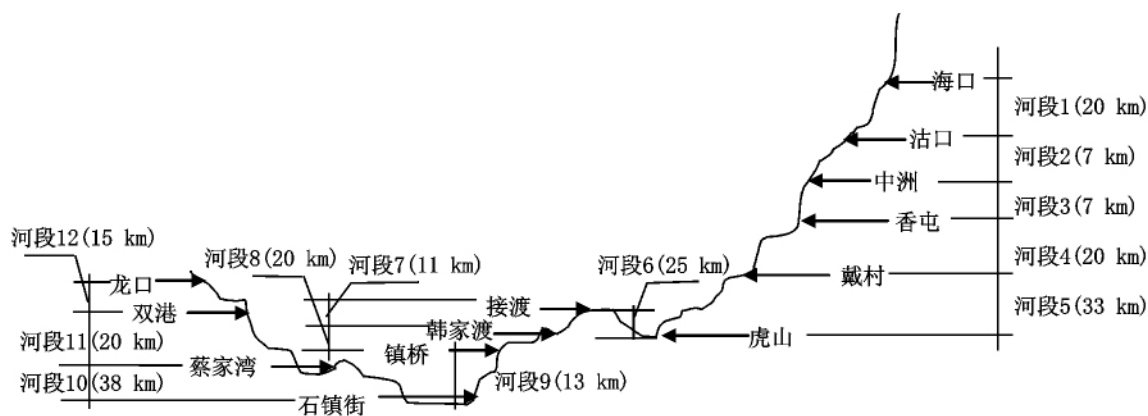 海口
河段1(20 km)
沽口
河段2(7 km)
中洲
河段3(7 km)
香屯
河段12(15 km)
河段8(20 km)
河段7(11 km)
河段6(25 km)
河段4(20 km)
龙口
戴村
双港
接渡
河段5(33 km)
韩家渡
虎山
河段11(20 km)
镇桥
蔡家湾
河段10(38 km)
河段9(13 km)
石镇街